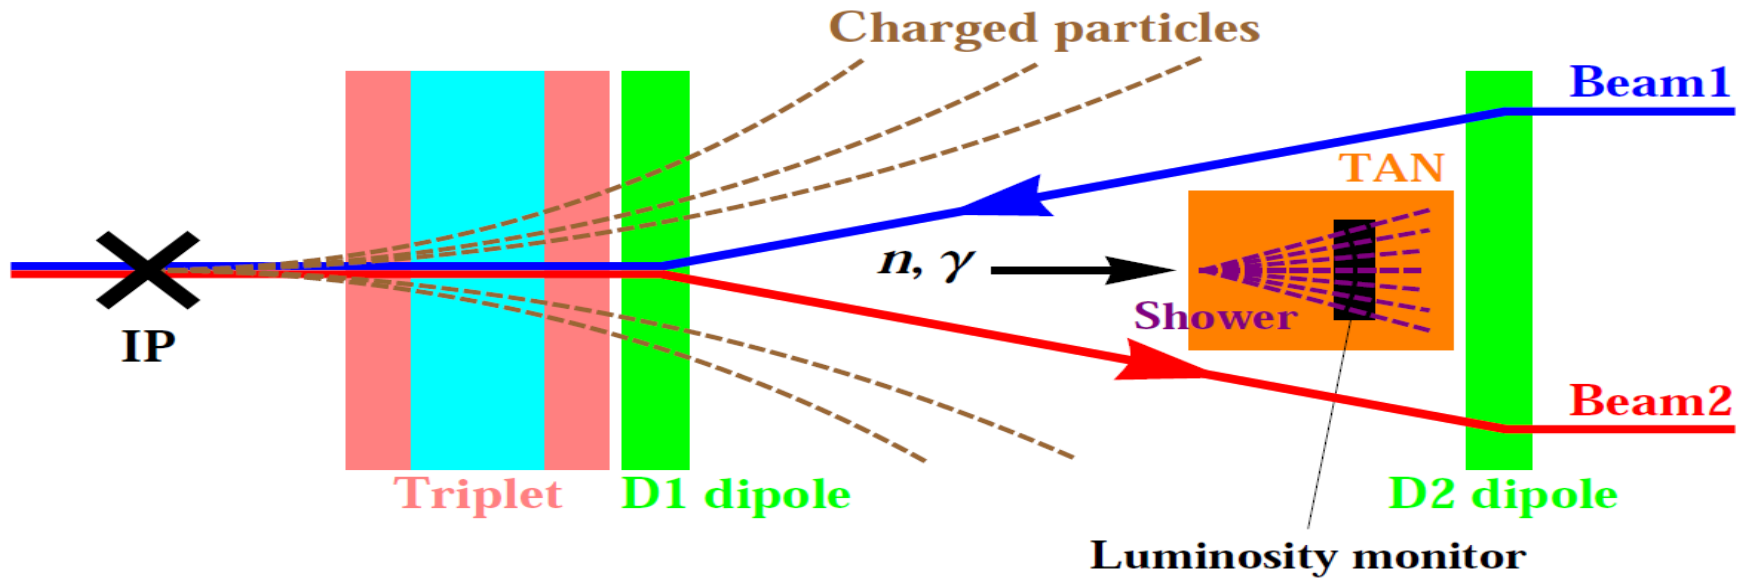 Charged particles
Beam1
TAN
n, γ
Shower
IP
Beam2
Triplet
D1 dipole
D2 dipole
Luminosity monitor